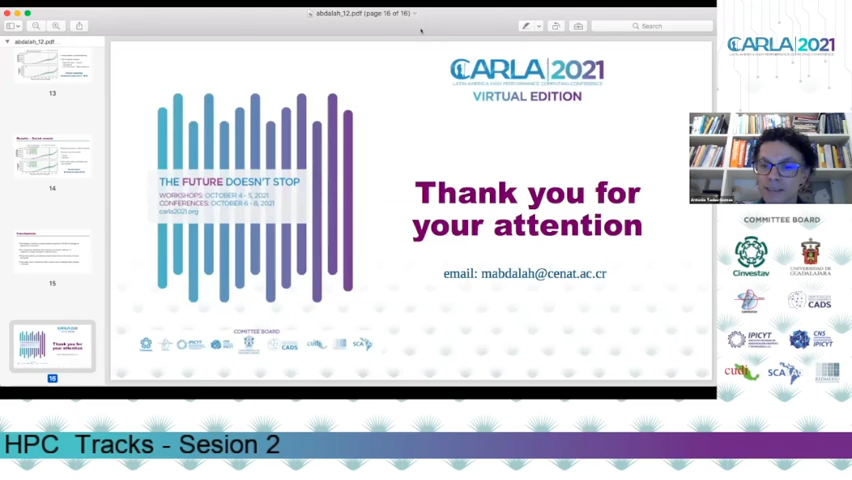 abdalah_12.pdf (page 16 of 16)
Search
abdalah_12.pdf
13
14
Conclusions
15
16
CARLA 2021
LATIN AMERICA HIGH PERFORMANCE COMPUTING CONFERENCE
VIRTUAL EDITION
THE FUTURE DOESN'T STOP
WORKSHOPS: OCTOBER 4 - 5, 2021
CONFERENCES: OCTOBER 6 - 8, 2021
carla2021.org
Thank you for
your attention
email: mabdalah@cenat.ac.cr
COMITTEE BOARD
CARLA 2021
COMMITTEE BOARD
Cinvestav
UNIVERSIDAD DE
GUADALAJARA
CADS
IPICYT
CNS
IPICYT
cudi
SCA
HPC Tracks - Sesion 2